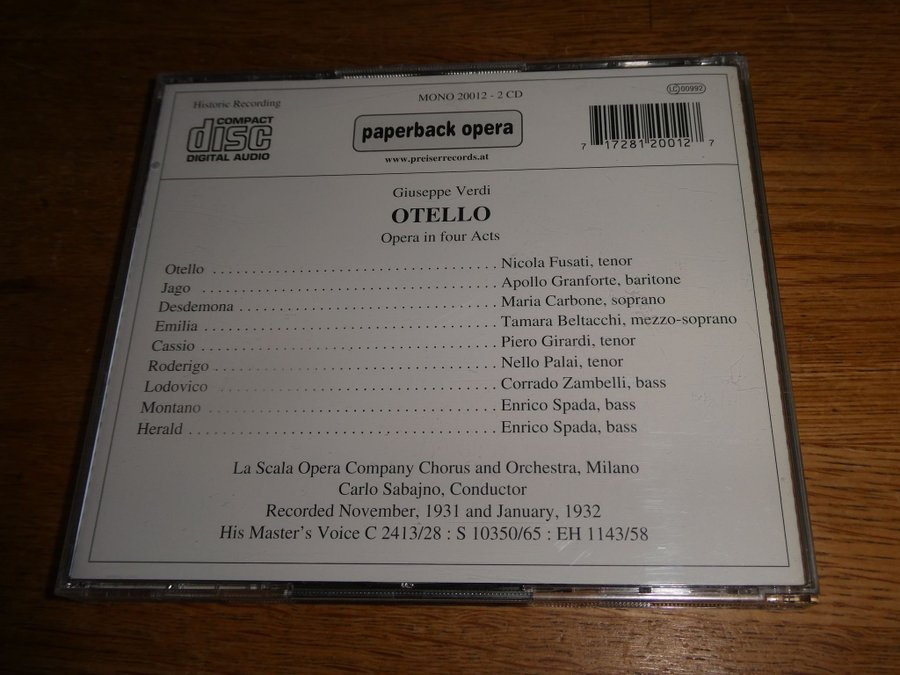 Historic Recording
MONO 20012 - 2 CD
LC 00992
COMPACT
disc
DIGITAL AUDIO
paperback opera
www.preiserrecords.at
7 17281 20012 7
Giuseppe Verdi
OTELLO
Opera in four Acts
Otello . . . . . . . . . . . . . . . . . . . . . . . . . . . . . . . . . . . . Nicola Fusati, tenor
Jago . . . . . . . . . . . . . . . . . . . . . . . . . . . . . . . . . . . . . Apollo Granforte, baritone
Desdemona . . . . . . . . . . . . . . . . . . . . . . . . . . . . . . . . Maria Carbone, soprano
Emilia . . . . . . . . . . . . . . . . . . . . . . . . . . . . . . . . . . . . Tamara Beltacchi, mezzo-soprano
Cassio . . . . . . . . . . . . . . . . . . . . . . . . . . . . . . . . . . . . Piero Girardi, tenor
Roderigo . . . . . . . . . . . . . . . . . . . . . . . . . . . . . . . . . . Nello Palai, tenor
Lodovico . . . . . . . . . . . . . . . . . . . . . . . . . . . . . . . . . . Corrado Zambelli, bass
Montano . . . . . . . . . . . . . . . . . . . . . . . . . . . . . . . . . . Enrico Spada, bass
Herald . . . . . . . . . . . . . . . . . . . . . . . . . . . . . . . . . . . . Enrico Spada, bass
La Scala Opera Company Chorus and Orchestra, Milano
Carlo Sabajno, Conductor
Recorded November, 1931 and January, 1932
His Master's Voice C 2413/28 : S 10350/65 : EH 1143/58